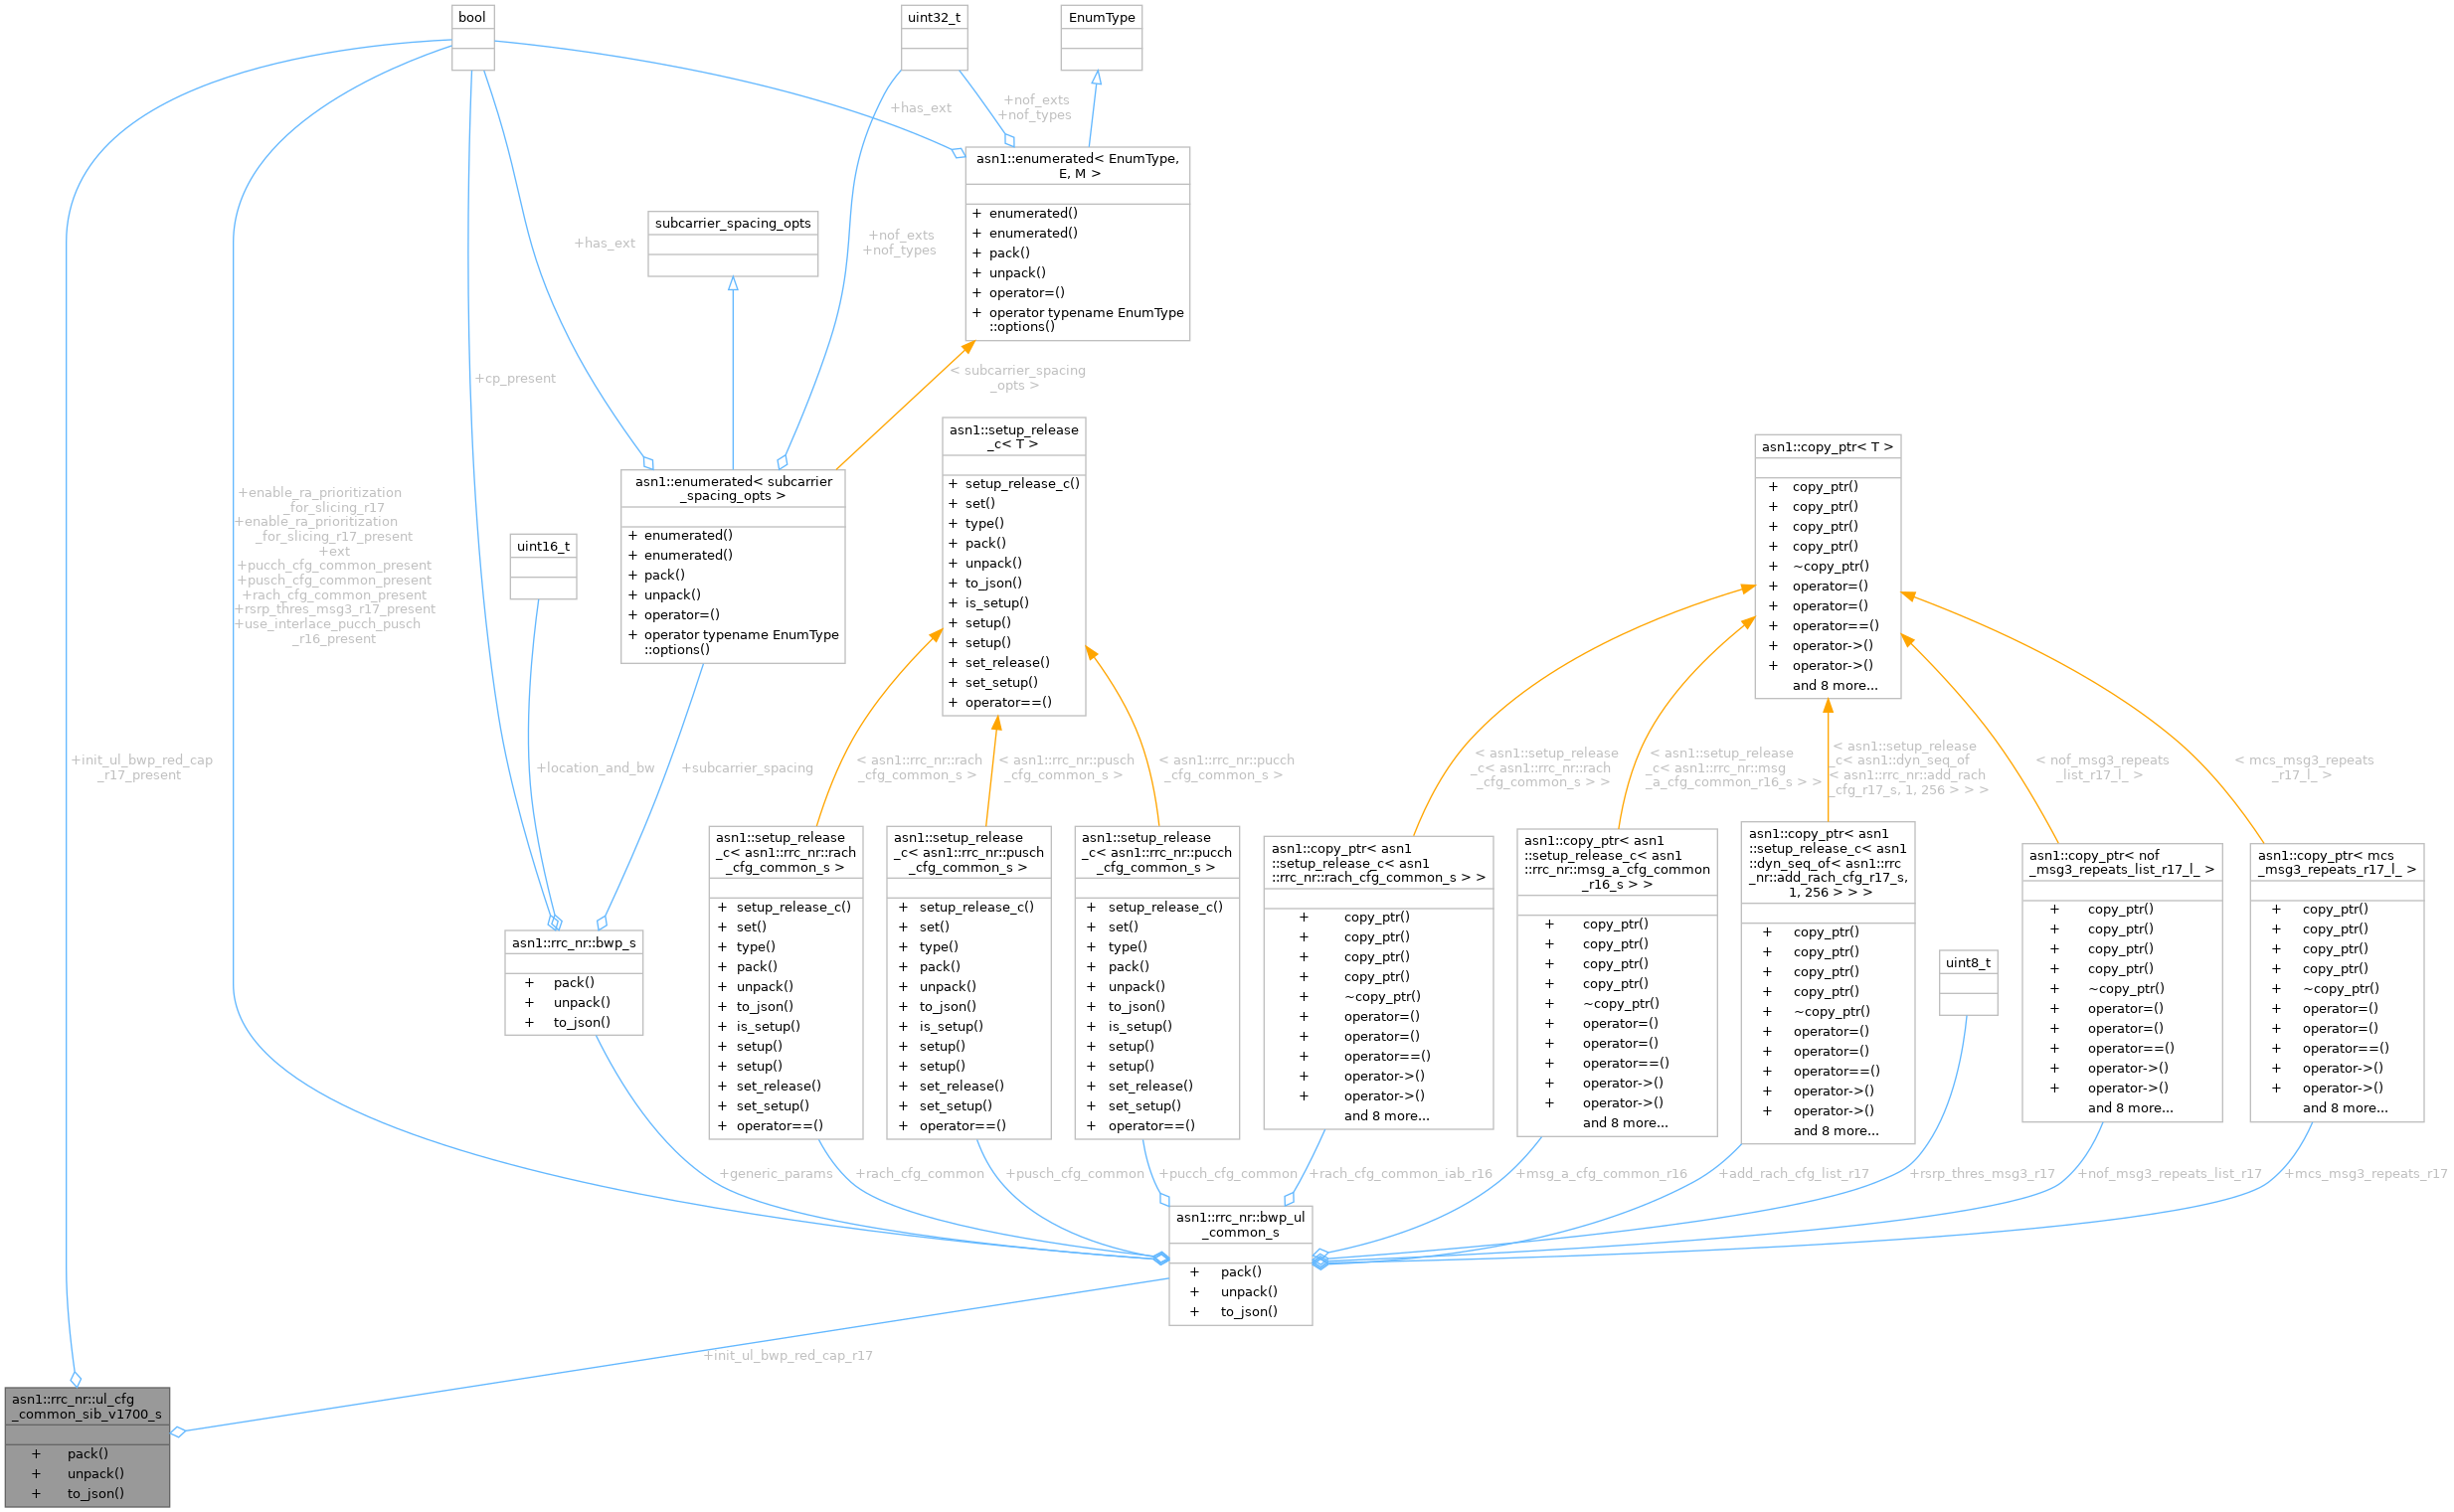 bool
uint32_t
EnumType
+has_ext
+nof_exts
+nof_types
asn1::enumerated< EnumType,
E, M >
+ enumerated()
+ enumerated()
+ pack()
+ unpack()
+ operator=()
+ operator typename EnumType
::options()
subcarrier_spacing_opts
+has_ext
+nof_exts
+nof_types
+cp_present
< subcarrier_spacing
_opts >
asn1::enumerated< subcarrier
_spacing_opts >
+ enumerated()
+ enumerated()
+ pack()
+ unpack()
+ operator=()
+ operator typename EnumType
::options()
asn1::setup_release
_c< T >
+ setup_release_c()
+ set()
+ type()
+ pack()
+ unpack()
+ to_json()
+ is_setup()
+ setup()
+ setup()
+ set_release()
+ set_setup()
+ operator==()
asn1::copy_ptr< T >
+ copy_ptr()
+ copy_ptr()
+ copy_ptr()
+ copy_ptr()
+ ~copy_ptr()
+ operator=()
+ operator=()
+ operator==()
+ operator->()
+ operator->()
and 8 more...
+enable_ra_prioritization
_for_slicing_r17
+enable_ra_prioritization
_for_slicing_r17_present
+ext
+pucch_cfg_common_present
+pusch_cfg_common_present
+rach_cfg_common_present
+rsrp_thres_msg3_r17_present
+use_interlace_pucch_pusch
_r16_present
uint16_t
+init_ul_bwp_red_cap
_r17_present
+location_and_bw
+subcarrier_spacing
< asn1::rrc_nr::rach
_cfg_common_s >
< asn1::rrc_nr::pusch
_cfg_common_s >
< asn1::rrc_nr::pucch
_cfg_common_s >
< asn1::setup_release
_c< asn1::rrc_nr::rach
_cfg_common_s > >
< asn1::setup_release
_c< asn1::rrc_nr::msg
_a_cfg_common_r16_s > >
< asn1::setup_release
_c< asn1::dyn_seq_of
< asn1::rrc_nr::add_rach
_cfg_r17_s, 1, 256 > > >
< nof_msg3_repeats
_list_r17_l_ >
< mcs_msg3_repeats
_r17_l_ >
asn1::rrc_nr::bwp_s
+ pack()
+ unpack()
+ to_json()
asn1::setup_release
_c< asn1::rrc_nr::rach
_cfg_common_s >
+ setup_release_c()
+ set()
+ type()
+ pack()
+ unpack()
+ to_json()
+ is_setup()
+ setup()
+ setup()
+ set_release()
+ set_setup()
+ operator==()
asn1::setup_release
_c< asn1::rrc_nr::pusch
_cfg_common_s >
+ setup_release_c()
+ set()
+ type()
+ pack()
+ unpack()
+ to_json()
+ is_setup()
+ setup()
+ setup()
+ set_release()
+ set_setup()
+ operator==()
asn1::setup_release
_c< asn1::rrc_nr::pucch
_cfg_common_s >
+ setup_release_c()
+ set()
+ type()
+ pack()
+ unpack()
+ to_json()
+ is_setup()
+ setup()
+ setup()
+ set_release()
+ set_setup()
+ operator==()
asn1::copy_ptr< asn1
::setup_release_c< asn1
::rrc_nr::rach_cfg_common_s > >
+ copy_ptr()
+ copy_ptr()
+ copy_ptr()
+ copy_ptr()
+ ~copy_ptr()
+ operator=()
+ operator=()
+ operator==()
+ operator->()
+ operator->()
and 8 more...
asn1::copy_ptr< asn1
::setup_release_c< asn1
::rrc_nr::msg_a_cfg_common
_r16_s > >
+ copy_ptr()
+ copy_ptr()
+ copy_ptr()
+ copy_ptr()
+ ~copy_ptr()
+ operator=()
+ operator=()
+ operator==()
+ operator->()
+ operator->()
and 8 more...
asn1::copy_ptr< asn1
::setup_release_c< asn1
::dyn_seq_of< asn1::rrc
_nr::add_rach_cfg_r17_s,
1, 256 > > >
+ copy_ptr()
+ copy_ptr()
+ copy_ptr()
+ copy_ptr()
+ ~copy_ptr()
+ operator=()
+ operator=()
+ operator==()
+ operator->()
+ operator->()
and 8 more...
uint8_t
asn1::copy_ptr< nof
_msg3_repeats_list_r17_l_ >
+ copy_ptr()
+ copy_ptr()
+ copy_ptr()
+ copy_ptr()
+ ~copy_ptr()
+ operator=()
+ operator=()
+ operator==()
+ operator->()
+ operator->()
and 8 more...
asn1::copy_ptr< mcs
_msg3_repeats_r17_l_ >
+ copy_ptr()
+ copy_ptr()
+ copy_ptr()
+ copy_ptr()
+ ~copy_ptr()
+ operator=()
+ operator=()
+ operator==()
+ operator->()
+ operator->()
and 8 more...
+generic_params
+rach_cfg_common
+pusch_cfg_common
+pucch_cfg_common
+rach_cfg_common_iab_r16
+msg_a_cfg_common_r16
+add_rach_cfg_list_r17
+rsrp_thres_msg3_r17
+nof_msg3_repeats_list_r17
+mcs_msg3_repeats_r17
asn1::rrc_nr::bwp_ul
_common_s
+ pack()
+ unpack()
+ to_json()
+init_ul_bwp_red_cap_r17
asn1::rrc_nr::ul_cfg
_common_sib_v1700_s
+ pack()
+ unpack()
+ to_json()